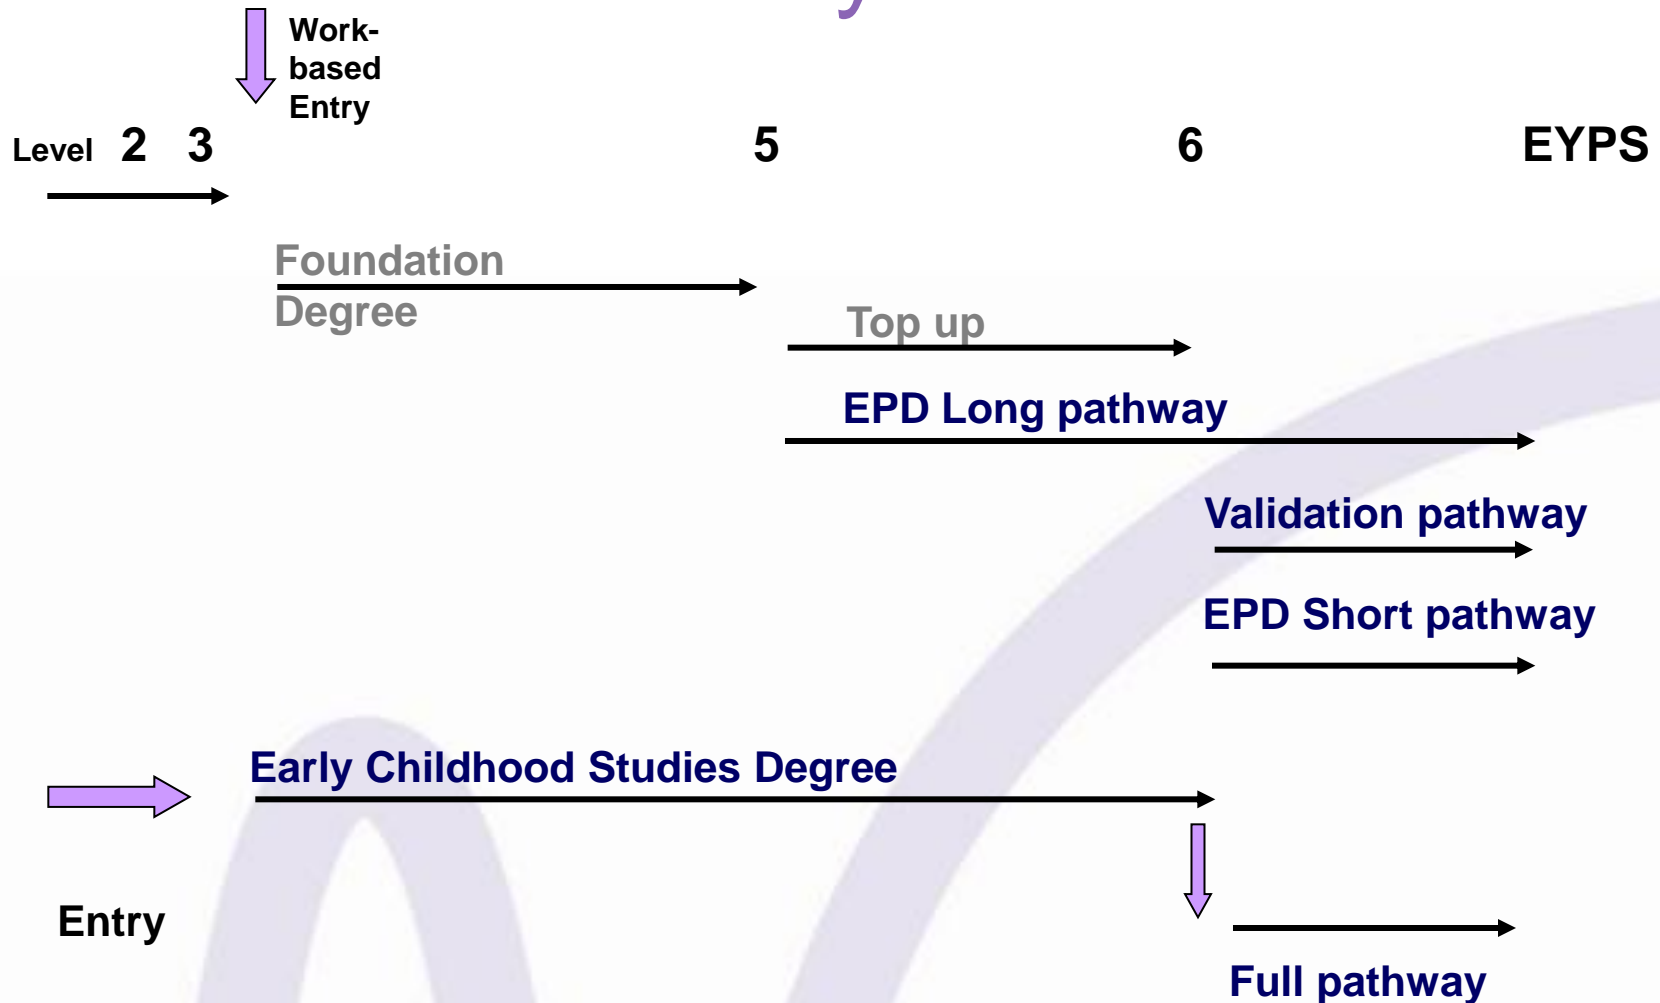 Work-
based
Entry
Level 2 3 5 6 EYPS
Foundation
Degree
Top up
EPD Long pathway
Validation pathway
EPD Short pathway
Early Childhood Studies Degree
Entry
Full pathway